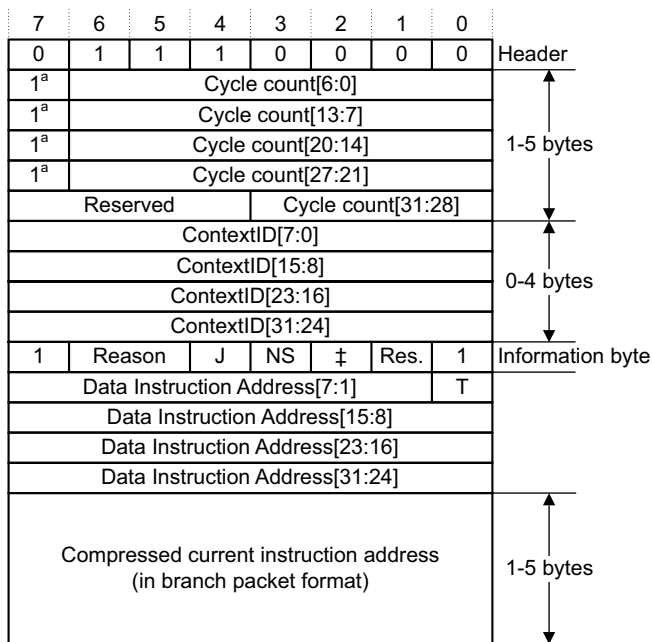 7 6 5 4 3 2 1 0
0 1 1 1 0 0 0 0 Header
1a Cycle count[6:0]
1a Cycle count[13:7]
1a Cycle count[20:14] 1-5 bytes
1a Cycle count[27:21]
Reserved Cycle count[31:28]
ContextID[7:0]
ContextID[15:8]
ContextID[23:16] 0-4 bytes
ContextID[31:24]
1 Reason J NS ‡ Res. 1 Information byte
Data Instruction Address[7:1] T
Data Instruction Address[15:8]
Data Instruction Address[23:16]
Data Instruction Address[31:24]
Compressed current instruction address
(in branch packet format) 1-5 bytes